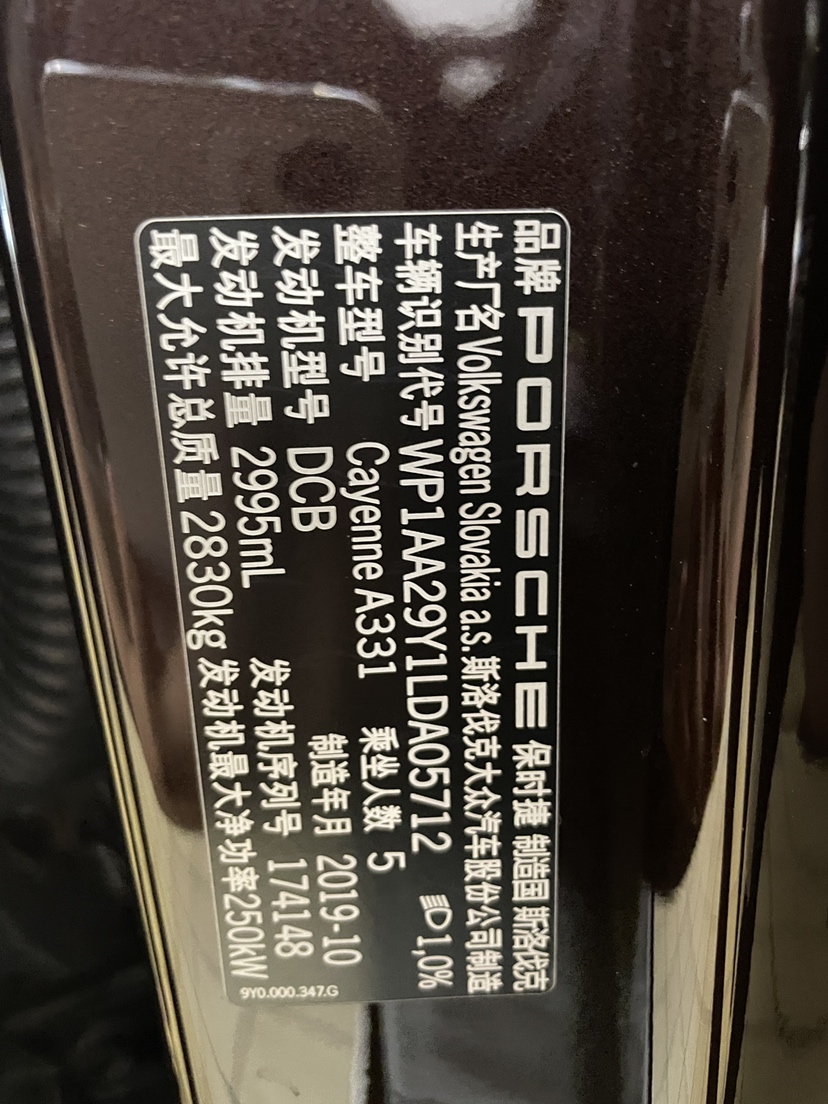 品牌 PORSCHE 保时捷 制造国 斯洛伐克
生产厂名 Volkswagen Slovakia a.s. 斯洛伐克大众汽车股份公司制造
车辆识别代号 WP1AA29Y1LDA05712 1,0%
整车型号 Cayenne A331 乘坐人数 5
发动机型号 DCB 制造年月 2019-10
发动机排量 2995mL 发动机序列号 174148
最大允许总质量 2830kg 发动机最大净功率250kW
9Y0.000.347.G